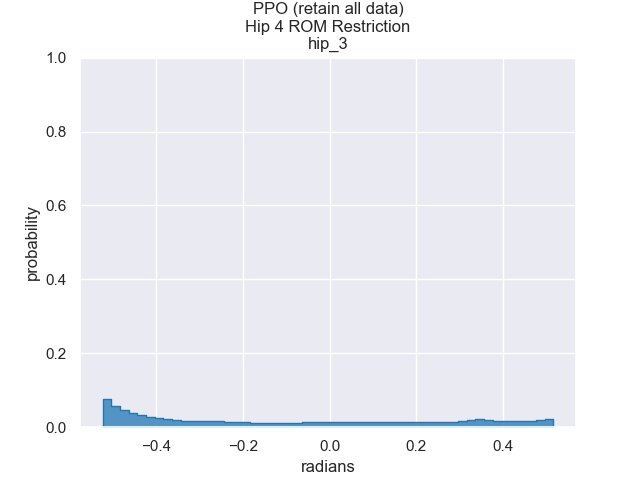 PPO (retain all data)
Hip 4 ROM Restriction
hip_3
1.0
0.8
0.6
0.4
0.2
0.0
probability
−0.4 −0.2 0.0 0.2 0.4
radians